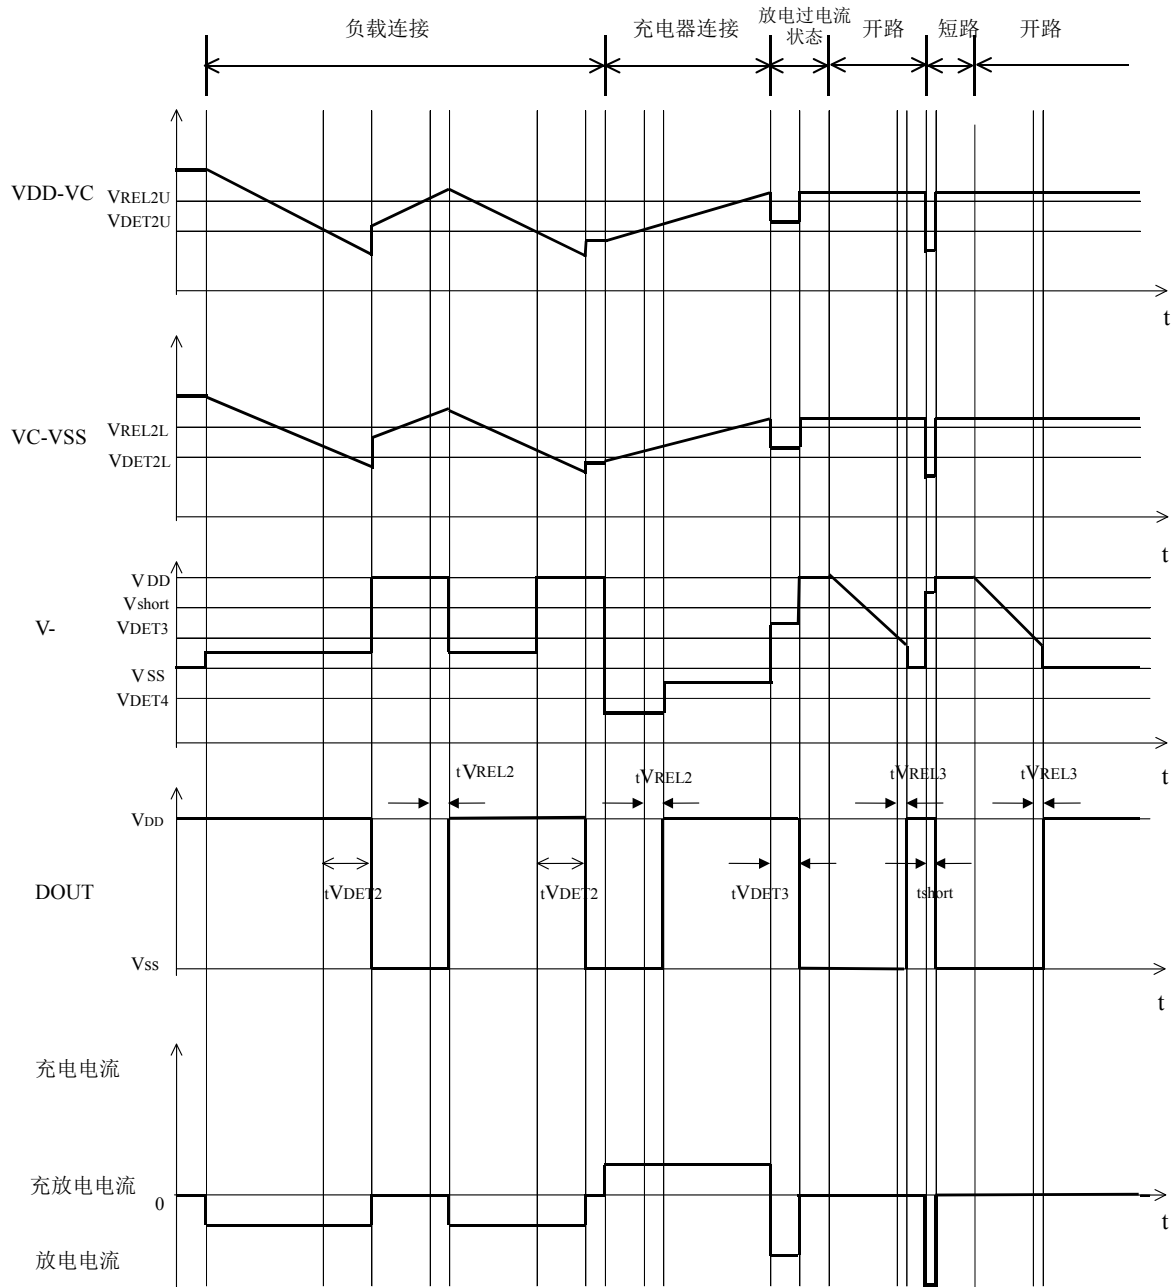 负载连接
充电器连接
放电过电流
状态
开路
短路
开路
VDD-VC
VREL2U
VDET2U
t
VC-VSS
VREL2L
VDET2L
t
V-
VDD
Vshort
VDET3
VSS
VDET4
t
tVREL2
tVREL2
tVREL3
tVREL3
DOUT
VDD
tVDET2
tVDET2
tVDET3
tshort
VSS
t
充电电流
充放电电流
0
t
放电电流